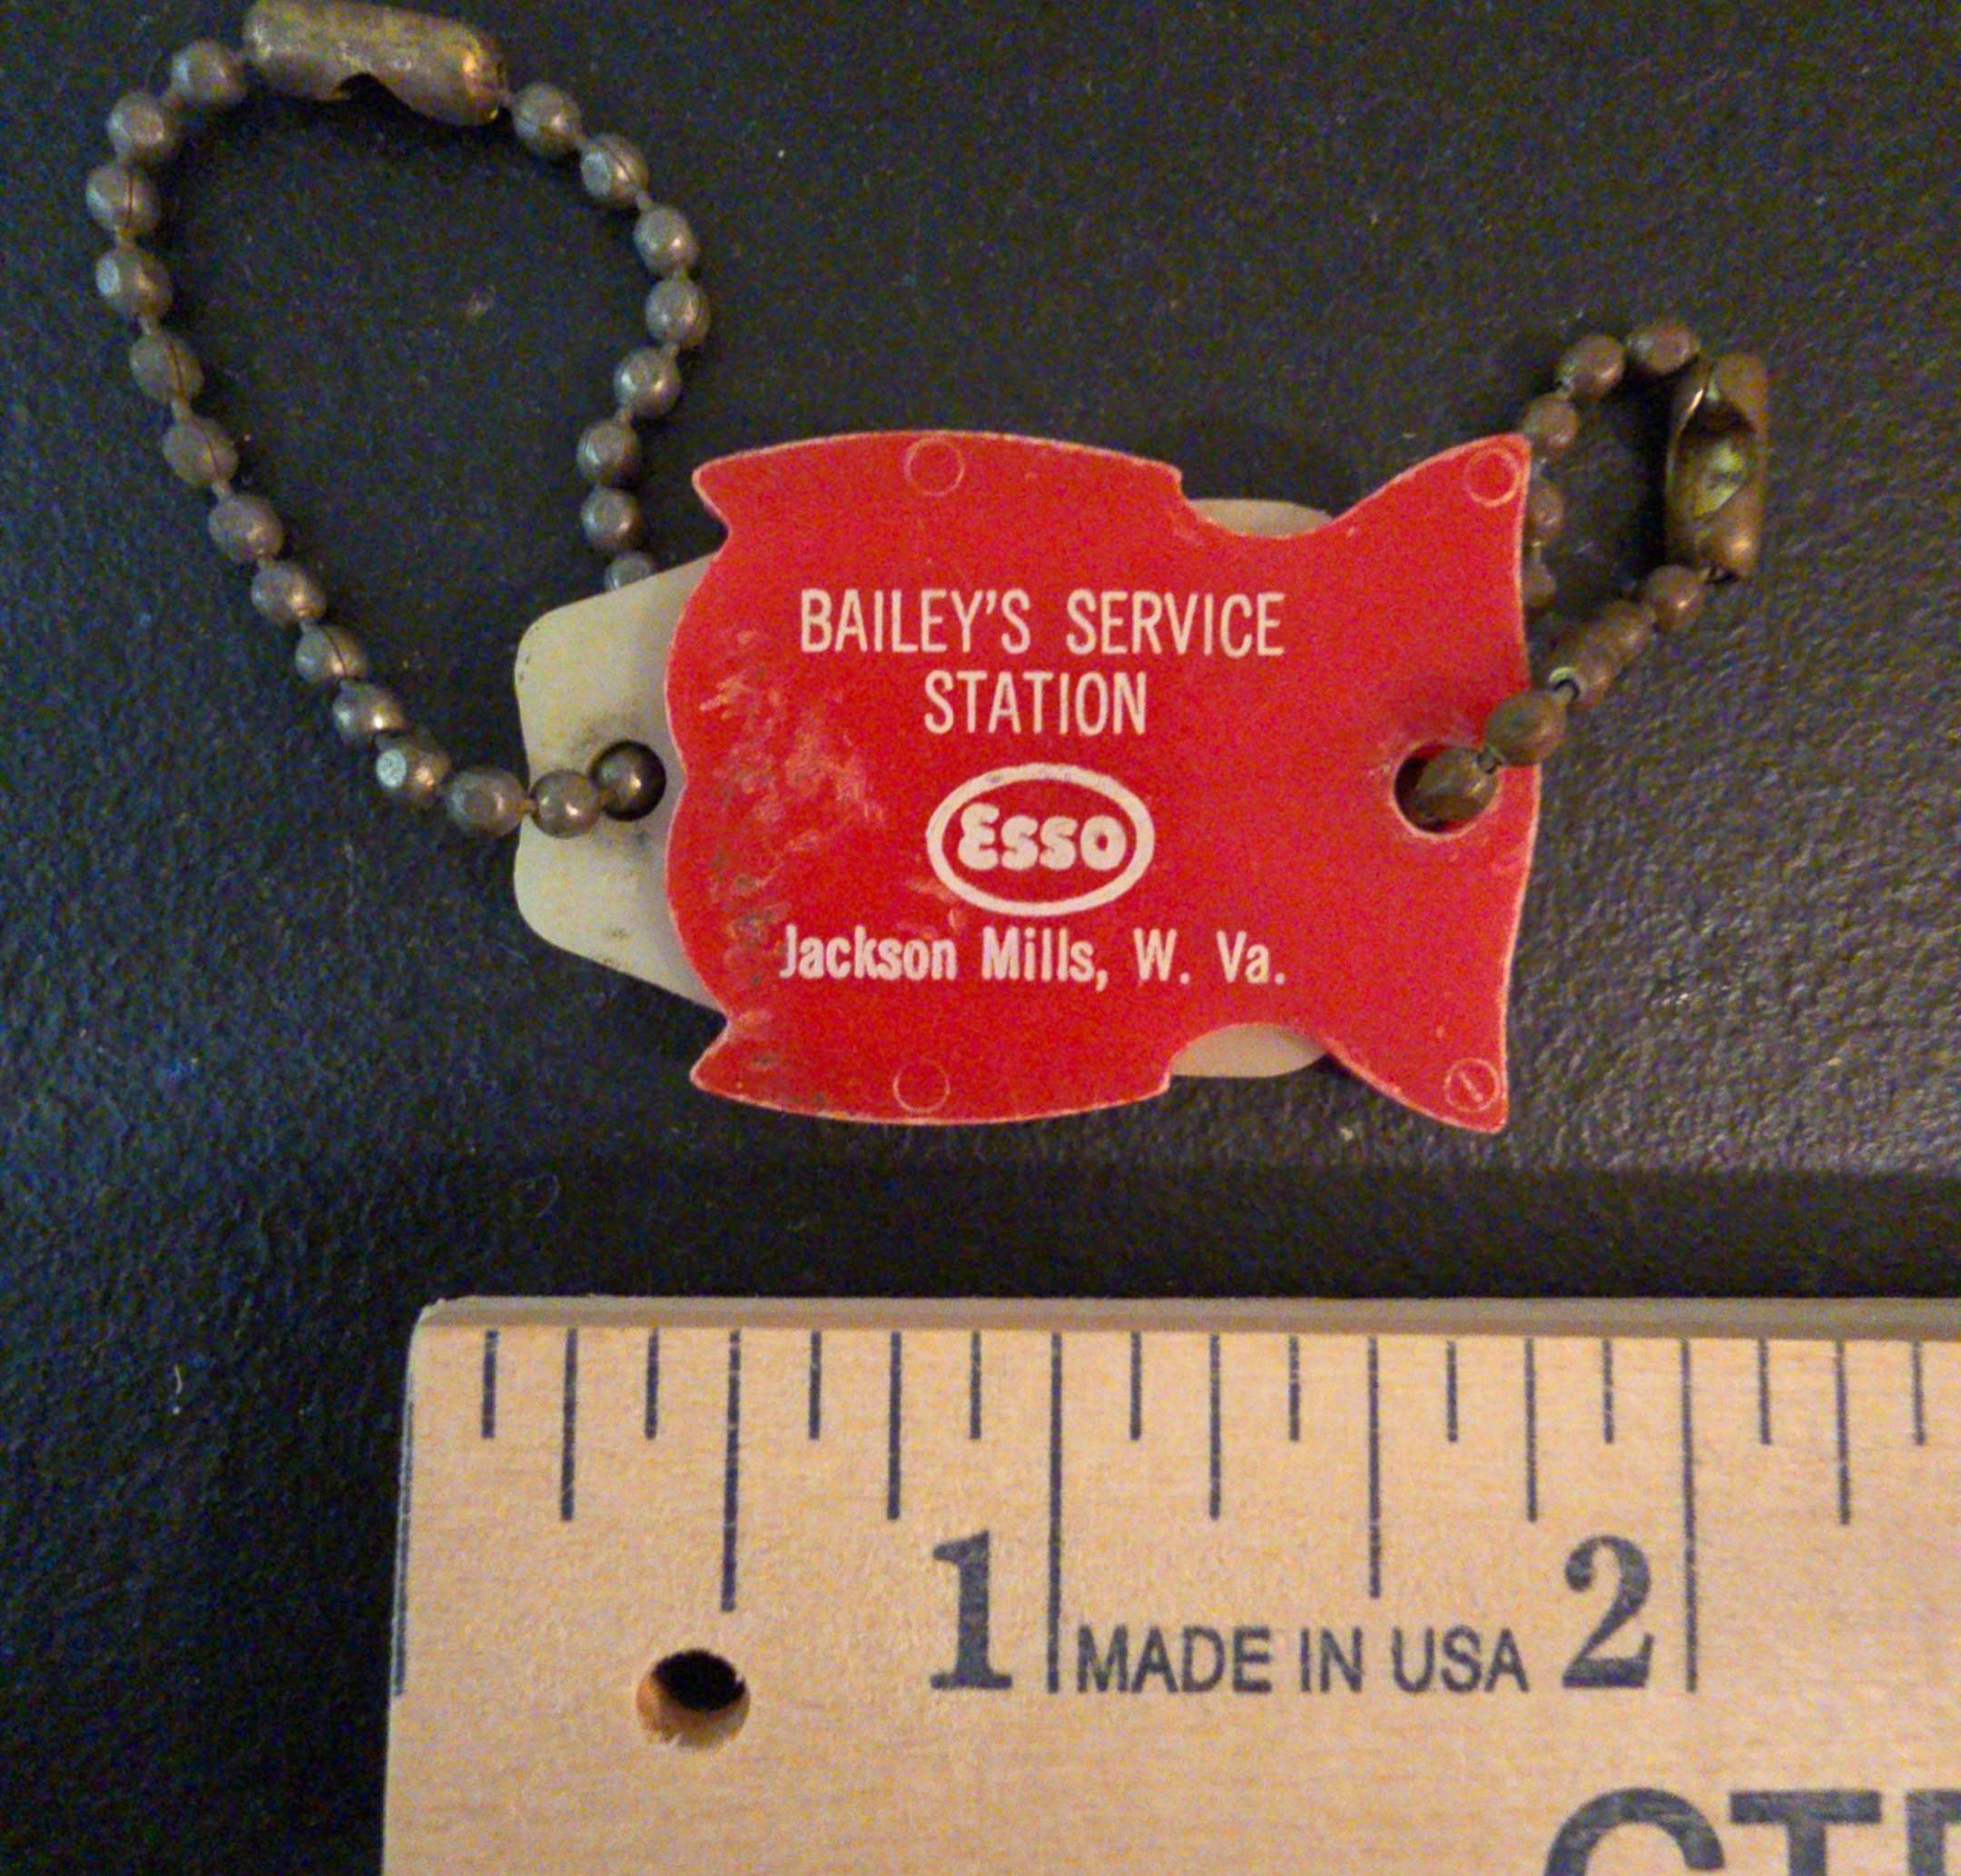 BAILEY'S SERVICE
STATION
Esso
Jackson Mills, W. Va.
1 MADE IN USA 2